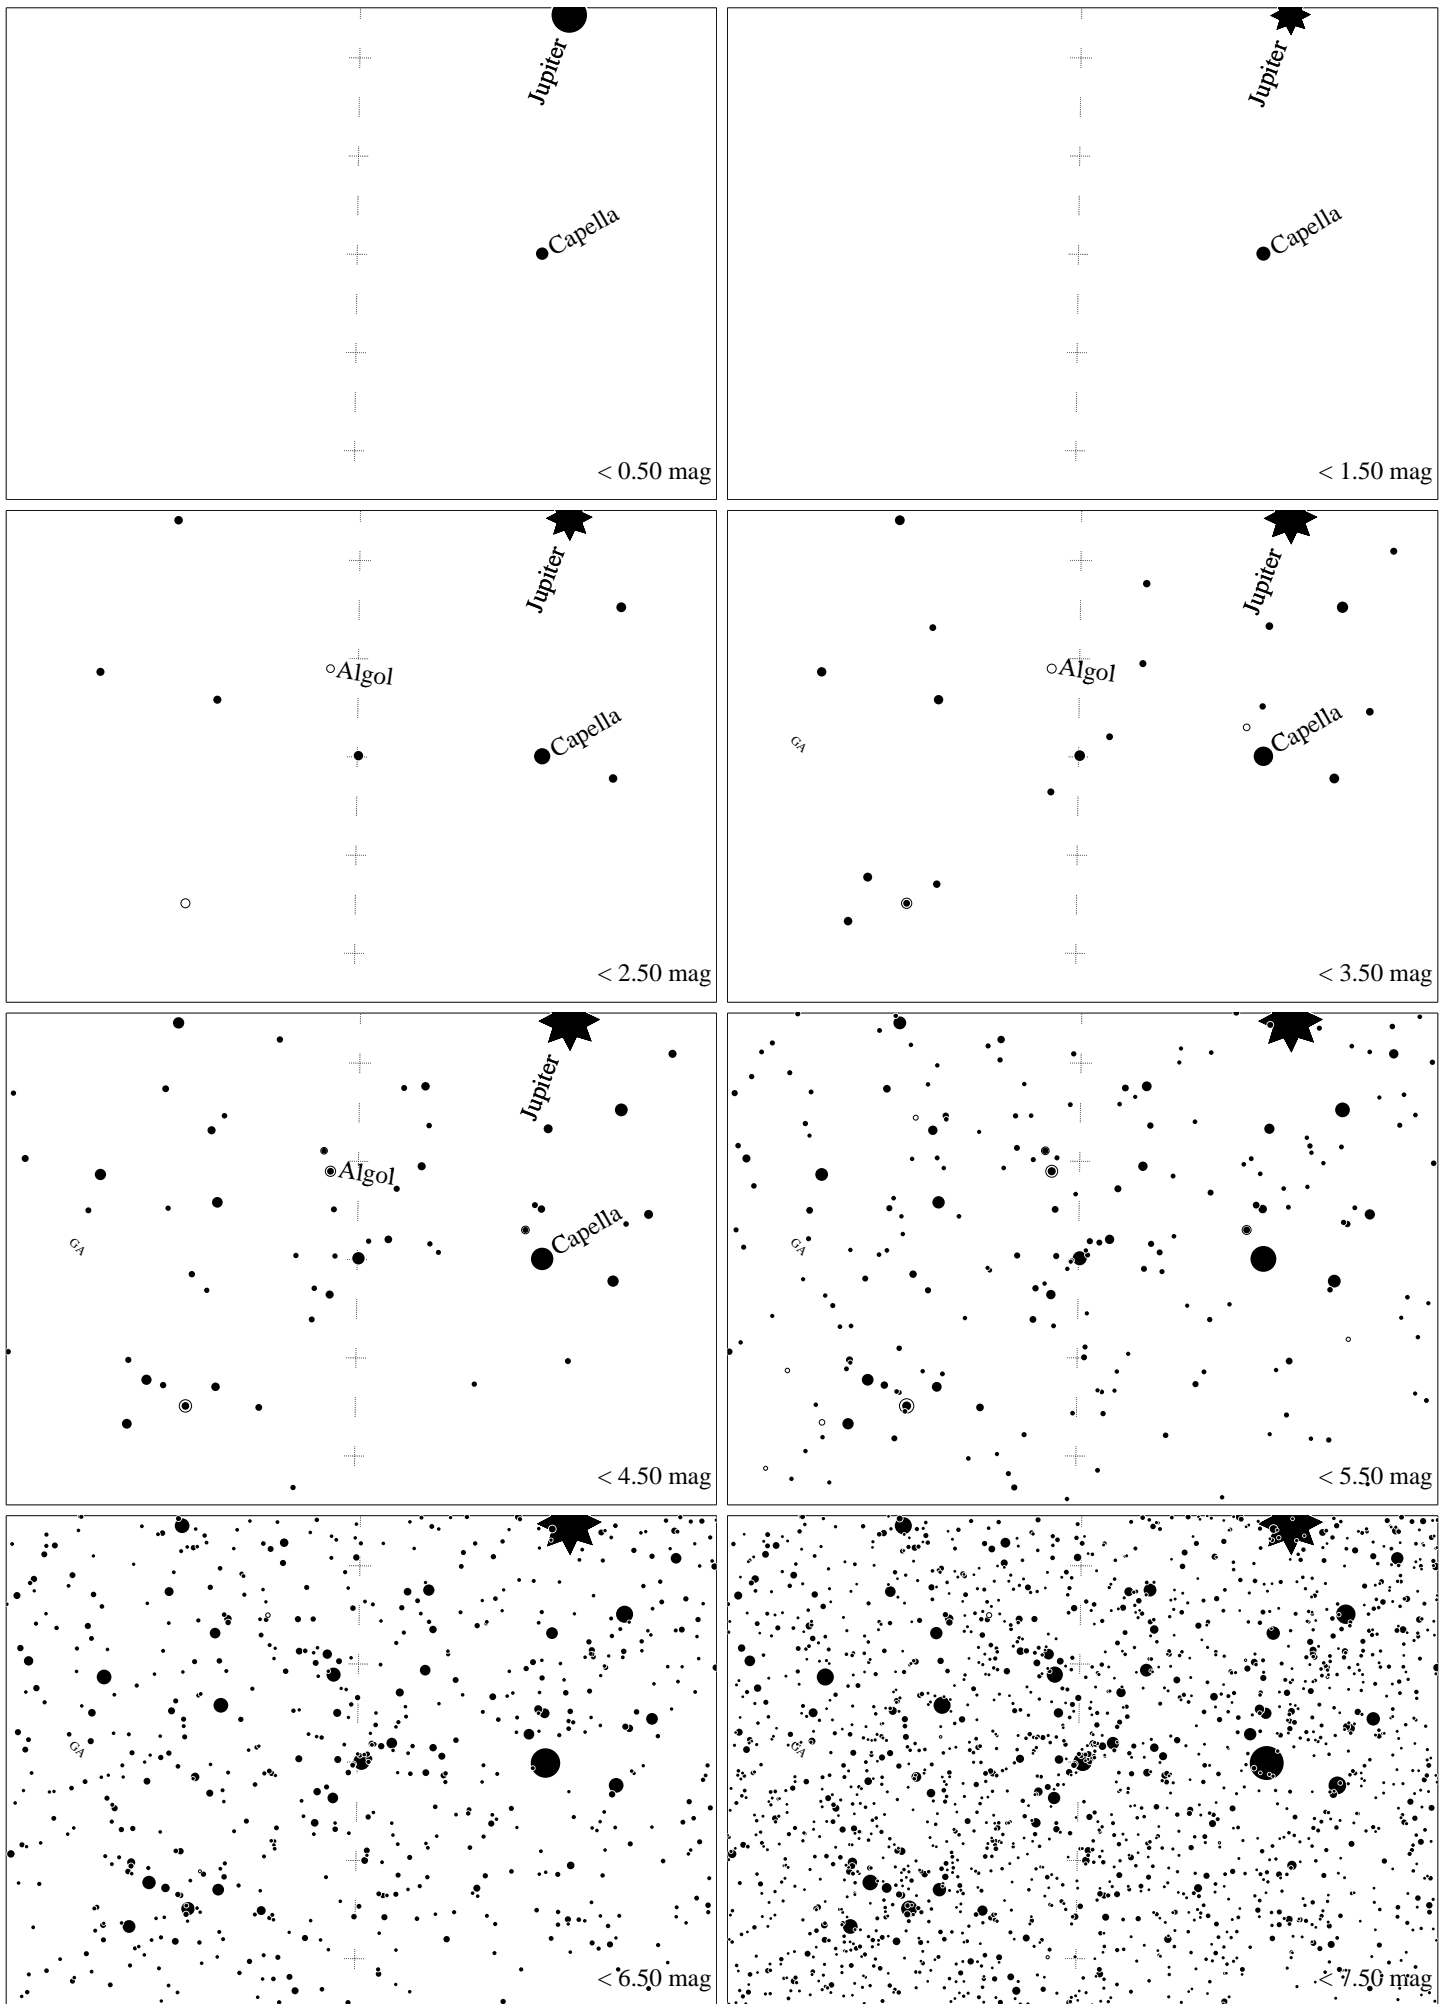 Jupiter
Capella
< 0.50 mag
Jupiter
Capella
< 1.50 mag
Jupiter
Algol
Capella
< 2.50 mag
Jupiter
Algol
GA
Capella
< 3.50 mag
Jupiter
Algol
Capella
GA
< 4.50 mag
GA
< 5.50 mag
GA
< 6.50 mag
GA
< 7.50 mag